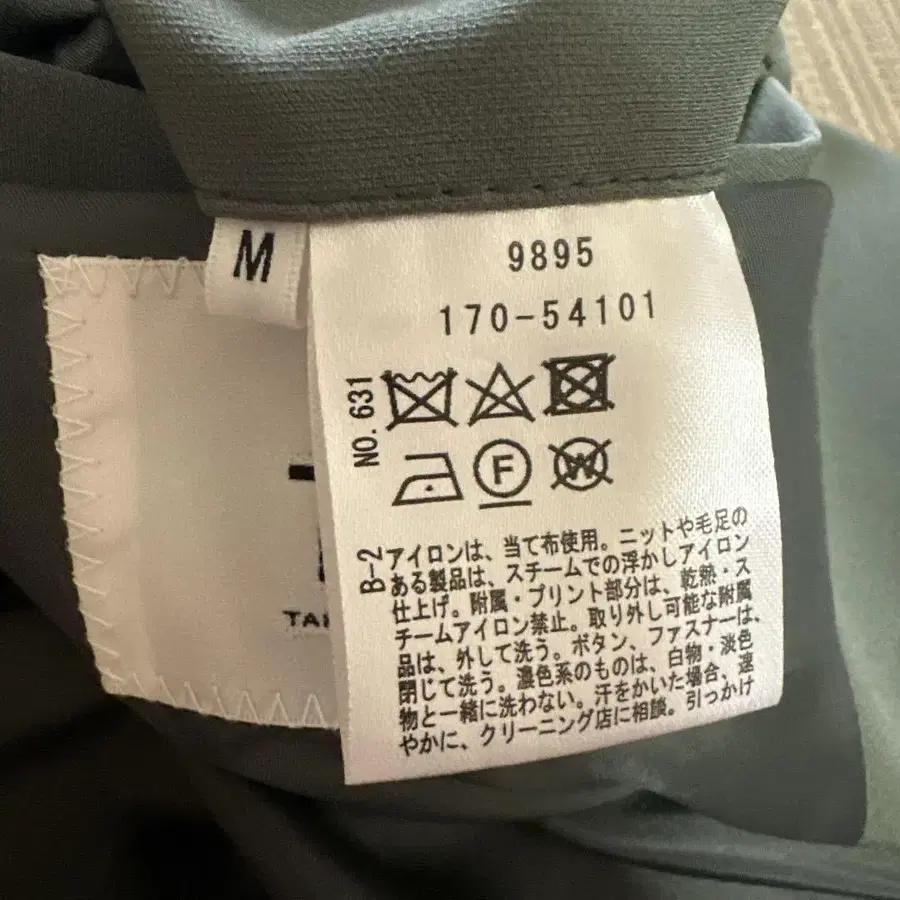 M
9895
170-54101
NO. 631
F
W
B-2
アイロンは、当て布使用。ニットや毛足の
ある製品は、スチームでの浮かしアイロン
仕上げ。附属・プリント部分は、乾熱・ス
チームアイロン禁止。取り外し可能な附属
品は、外して洗う。ボタン、ファスナーは、
閉じて洗う。濃色系のものは、白物・淡色
物と一緒に洗わない。汗をかいた場合、速
やかに、クリーニング店に相談。引っかけ